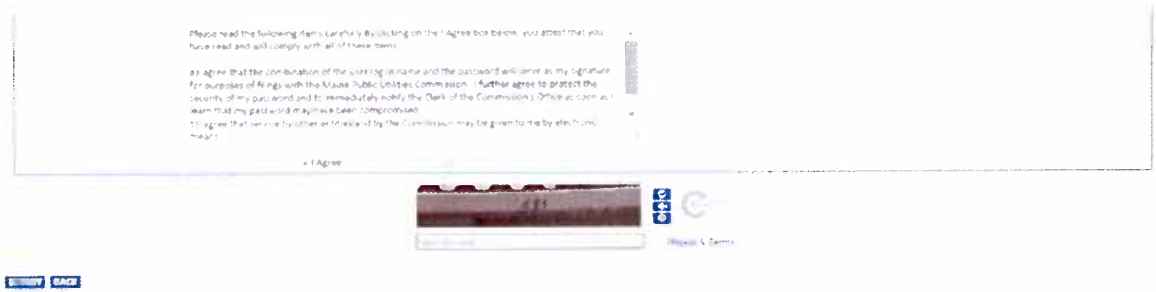 Please read the following items carefully. By clicking on the I Agree box below, you attest that you
have read and will comply with all of these items.
agree that the combination of the user log in name and the password will serve as my signature
for purposes of filings with the Maine Public Utilities Commission. I further agree to protect the
security of my password and to immediately notify the Clerk of the Commission's Office as soon as I
learn that my password may have been compromised.
agree that service by other entities and by the Commission may be given to me by electronic
means
I Agree
& Terms
BACK